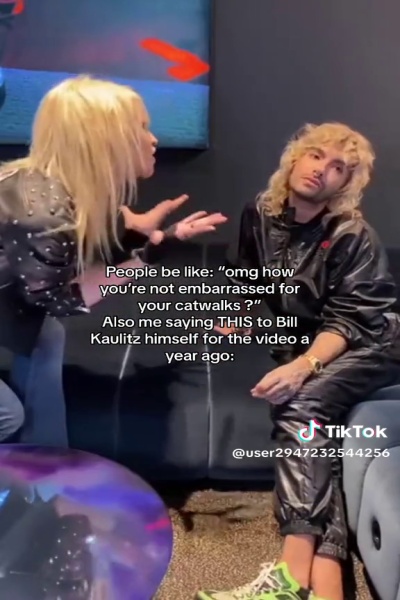 People be like: “omg how
you’re not embarrassed for
your catwalks ?”
Also me saying THIS to Bill
Kaulitz himself for the video a
year ago:
TikTok
@user2947232544256